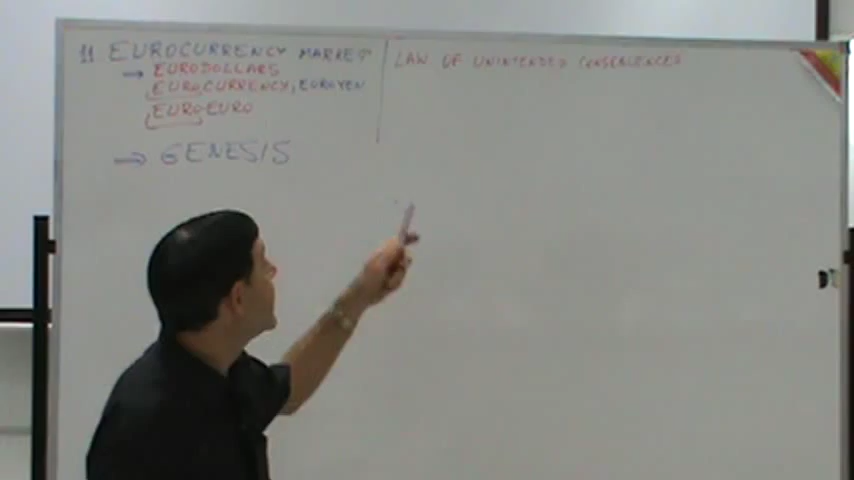 11 EUROCURRENCY MARKET
→ EURODOLLARS
EUROCURRENCY, EUROYEN
EURO-EURO
→ GENESIS
LAW OF UNINTENDED CONSEQUENCES